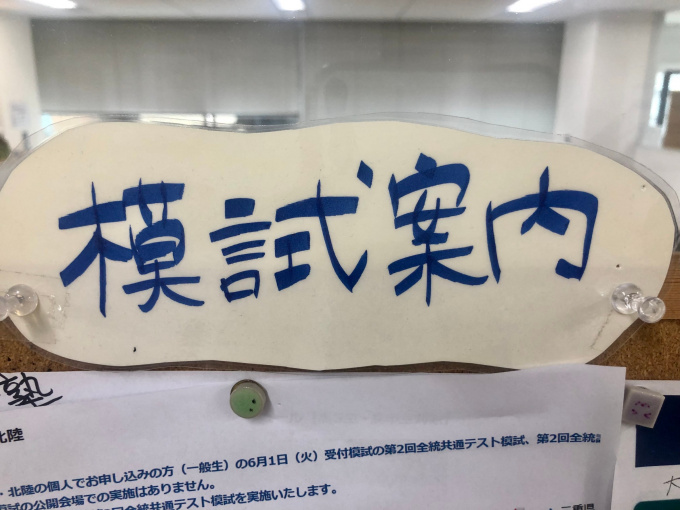 模試案内
塾
北陸
・北陸の個人でお申し込みの方（一般生）の6月1日（火）受付模試の第2回全統共通テスト模試、第2回全統
模試の公開会場での実施はありません。
回全統共通テスト模試を実施いたします。